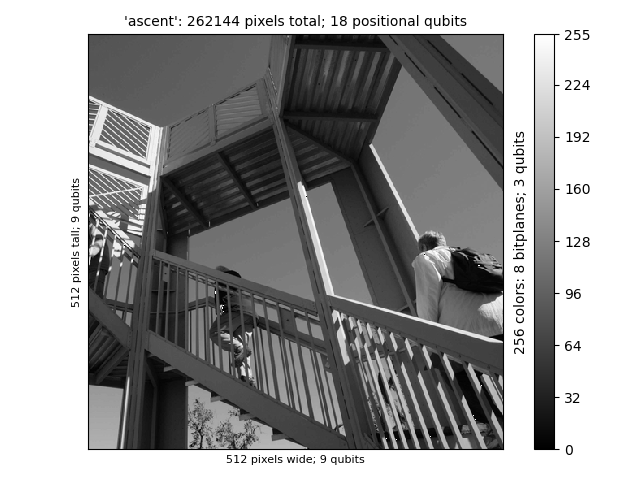 'ascent': 262144 pixels total; 18 positional qubits
512 pixels tall; 9 qubits
512 pixels wide; 9 qubits
255
224
192
160
128
96
64
32
0
256 colors: 8 bitplanes; 3 qubits